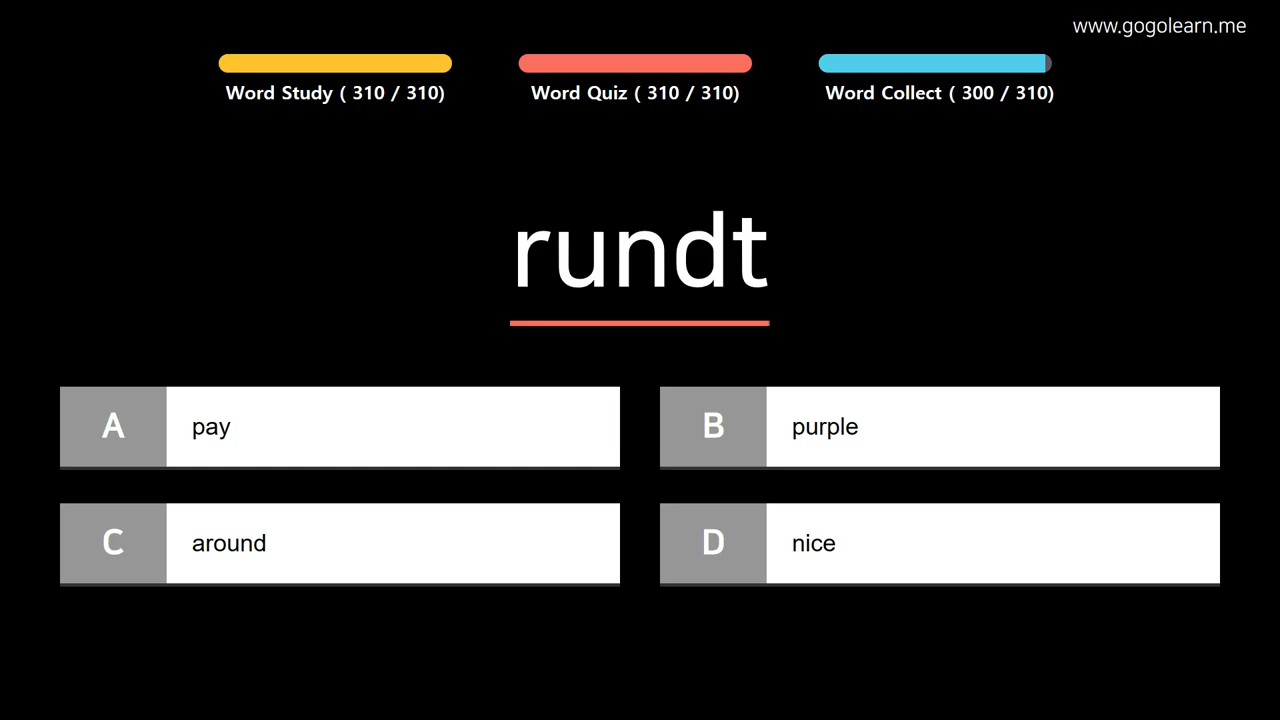 www.gogolearn.me
Word Study ( 310 / 310)
Word Quiz ( 310 / 310)
Word Collect ( 300 / 310)
rundt
A pay
B purple
C around
D nice